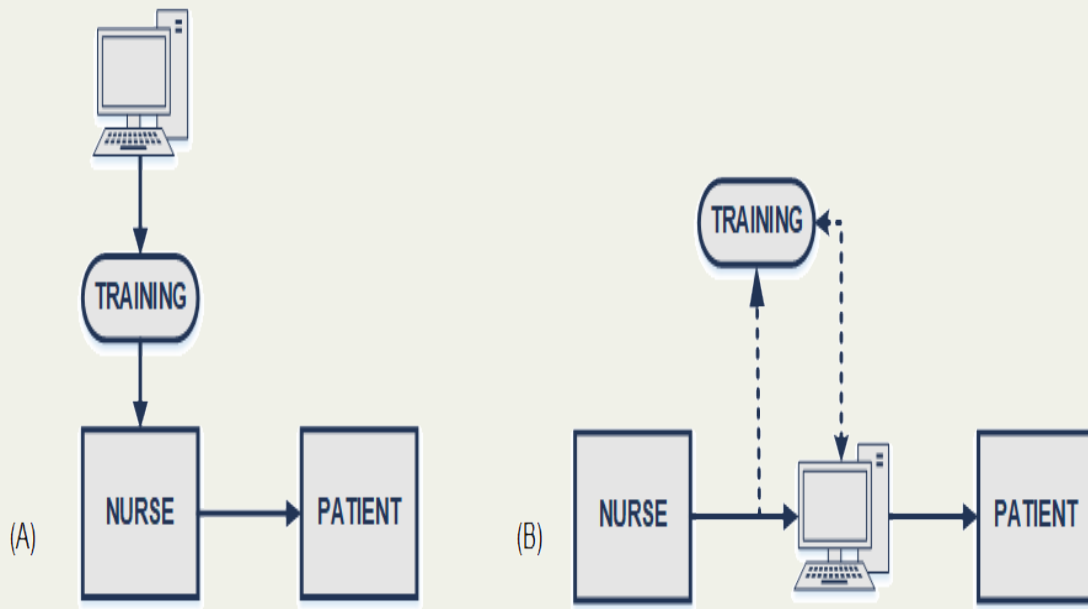 TRAINING
NURSE
PATIENT
(A)
TRAINING
NURSE
PATIENT
(B)